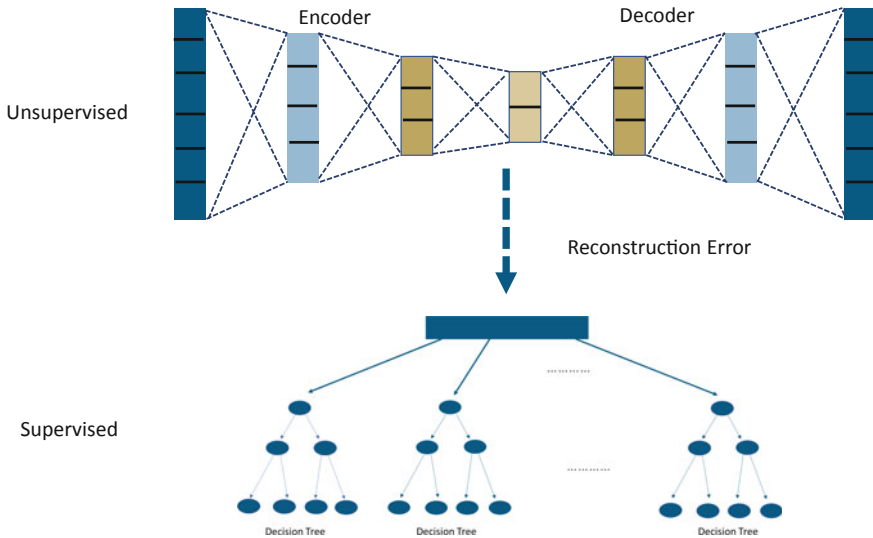 Encoder
Decoder
Unsupervised
Reconstruction Error
…………
Supervised
…………
Decision Tree
Decision Tree
Decision Tree